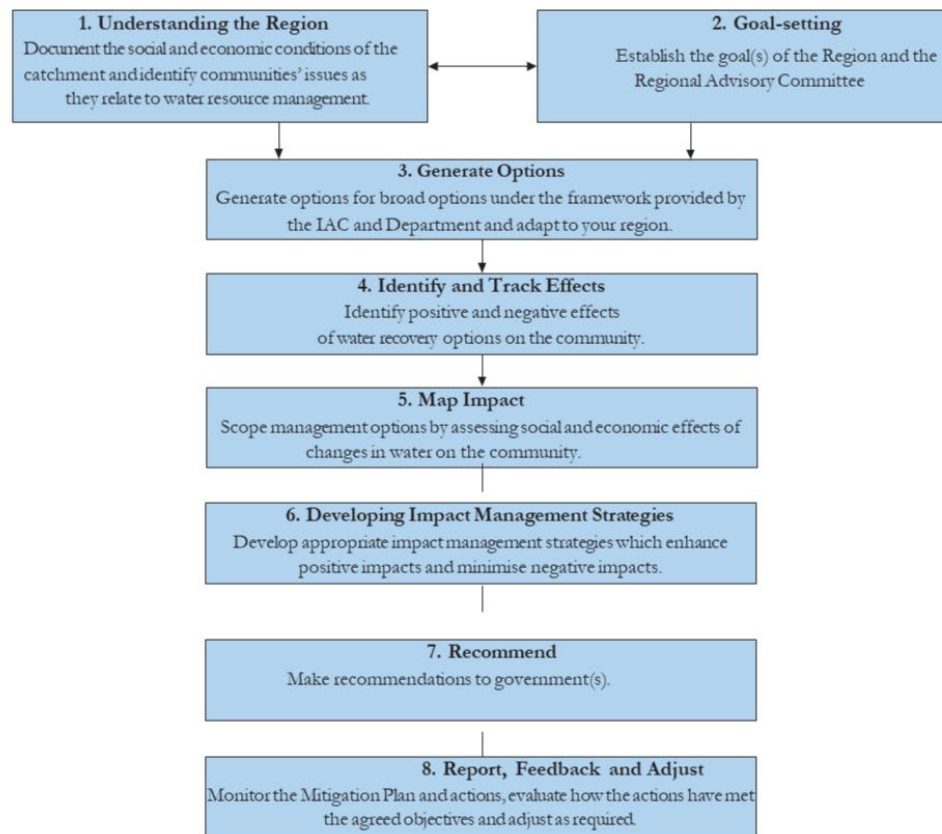 1. Understanding the Region
Document the social and economic conditions of the
catchment and identify communities' issues as
they relate to water resource management.
2. Goal-setting
Establish the goal(s) of the Region and the
Regional Advisory Committee
3. Generate Options
Generate options for broad options under the framework provided by
the IAC and Department and adapt to your region.
4. Identify and Track Effects
Identify positive and negative effects
of water recovery options on the community.
5. Map Impact
Scope management options by assessing social and economic effects of
changes in water on the community.
6. Developing Impact Management Strategies
Develop appropriate impact management strategies which enhance
positive impacts and minimise negative impacts.
7. Recommend
Make recommendations to government(s).
8. Report, Feedback and Adjust
Monitor the Mitigation Plan and actions, evaluate how the actions have met
the agreed objectives and adjust as required.